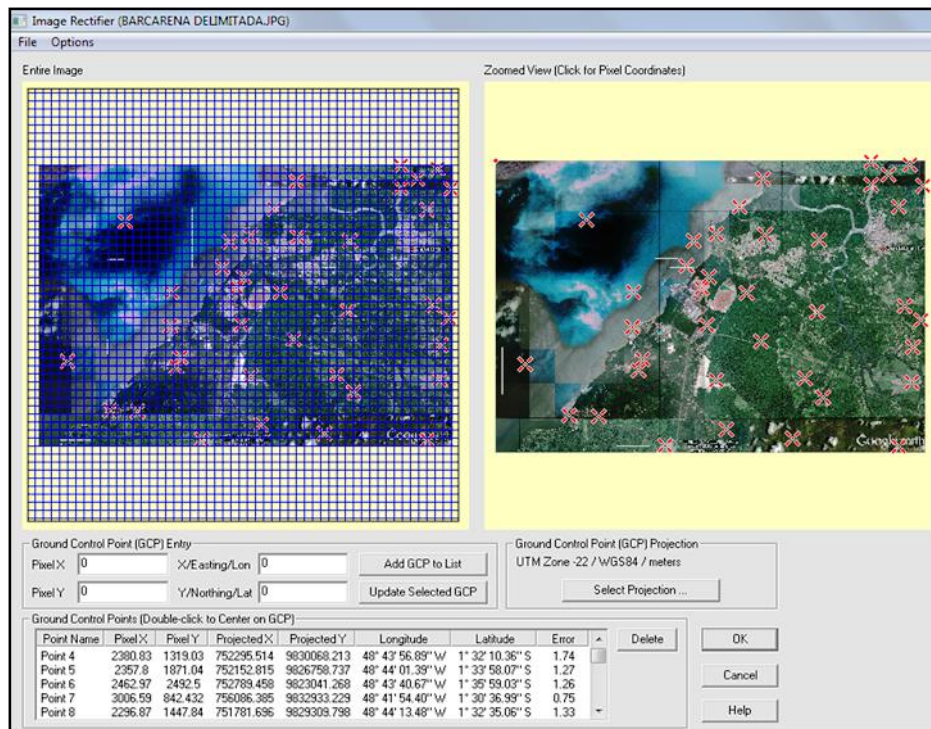 Image Rectifier (BARCARENA DELIMITADA.JPG)
File Options
Entire Image
Zoomed View (Click for Pixel Coordinates)
Google earth
Ground Control Point (GCP) Entry
Pixel X 0 X/Easting/Lon 0 Add GCP to List
Pixel Y 0 Y/Northing/Lat 0 Update Selected GCP
Ground Control Point (GCP) Projection
UTM Zone -22 / WGS84 / meters
Select Projection ...
Ground Control Points (Double-click to Center on GCP)
Point Name Pixel X Pixel Y Projected X Projected Y Longitude Latitude Error
Point 4 2380.83 1319.03 752295.514 9830068.213 48° 43' 56.89" W 1° 32' 10.36" S 1.74
Point 5 2357.8 1871.04 752152.815 9826758.737 48° 44' 01.39" W 1° 33' 58.07" S 1.27
Point 6 2462.97 2492.5 752789.458 9823041.268 48° 43' 40.67" W 1° 35' 59.03" S 1.26
Point 7 3006.59 842.432 756086.385 9832933.229 48° 41' 54.40" W 1° 30' 36.99" S 0.75
Point 8 2296.87 1447.84 751781.696 9829309.798 48° 44' 13.48" W 1° 32' 35.06" S 1.33
Delete
OK
Cancel
Help